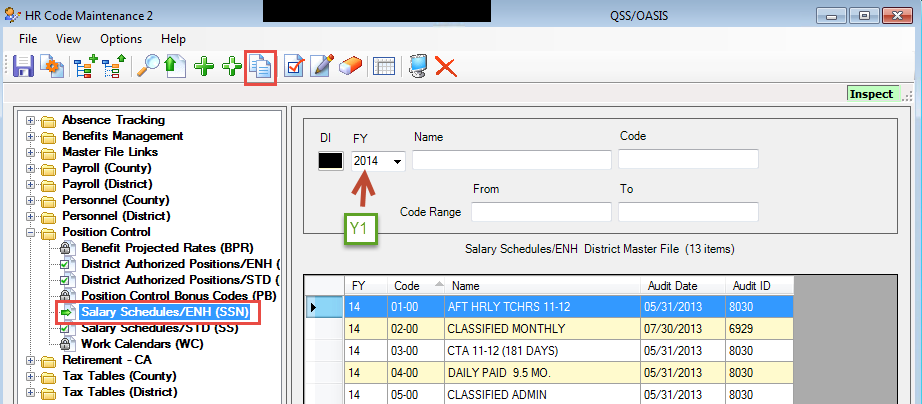 HR Code Maintenance 2
QSS/OASIS
File View Options Help
Inspect
Absence Tracking
Benefits Management
Master File Links
Payroll (County)
Payroll (District)
Personnel (County)
Personnel (District)
Position Control
Benefit Projected Rates (BPR)
District Authorized Positions/ENH (
District Authorized Positions/STD (
Position Control Bonus Codes (PB)
Salary Schedules/ENH (SSN)
Salary Schedules/STD (SS)
Work Calendars (WC)
Retirement - CA
Tax Tables (County)
Tax Tables (District)
DI FY Name Code
2014
From To
Code Range
Y1
Salary Schedules/ENH District Master File (13 items)
FY Code Name Audit Date Audit ID
14 01-00 AFT HRLY TCHRS 11-12 05/31/2013 8030
14 02-00 CLASSIFIED MONTHLY 07/30/2013 6929
14 03-00 CTA 11-12 (181 DAYS) 05/31/2013 8030
14 04-00 DAILY PAID 9.5 MO. 05/31/2013 8030
14 05-00 CLASSIFIED ADMIN 05/31/2013 8030